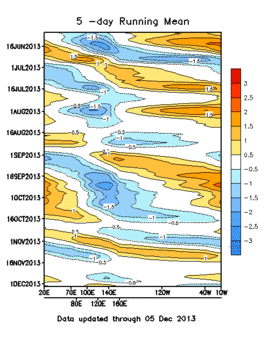 5 -day Running Mean
16JUN2013
1JUL2013
16JUL2013
1AUG2013
16AUG2013
1SEP2013
16SEP2013
1OCT2013
16OCT2013
1NOV2013
16NOV2013
1DEC2013
20E 70E 100E 140E 120W 40W 10W
80E 120E 160E
3
2.5
2
1.5
1
0.5
-0.5
-1
-1.5
-2
-2.5
-3
Data updated through 05 Dec 2013